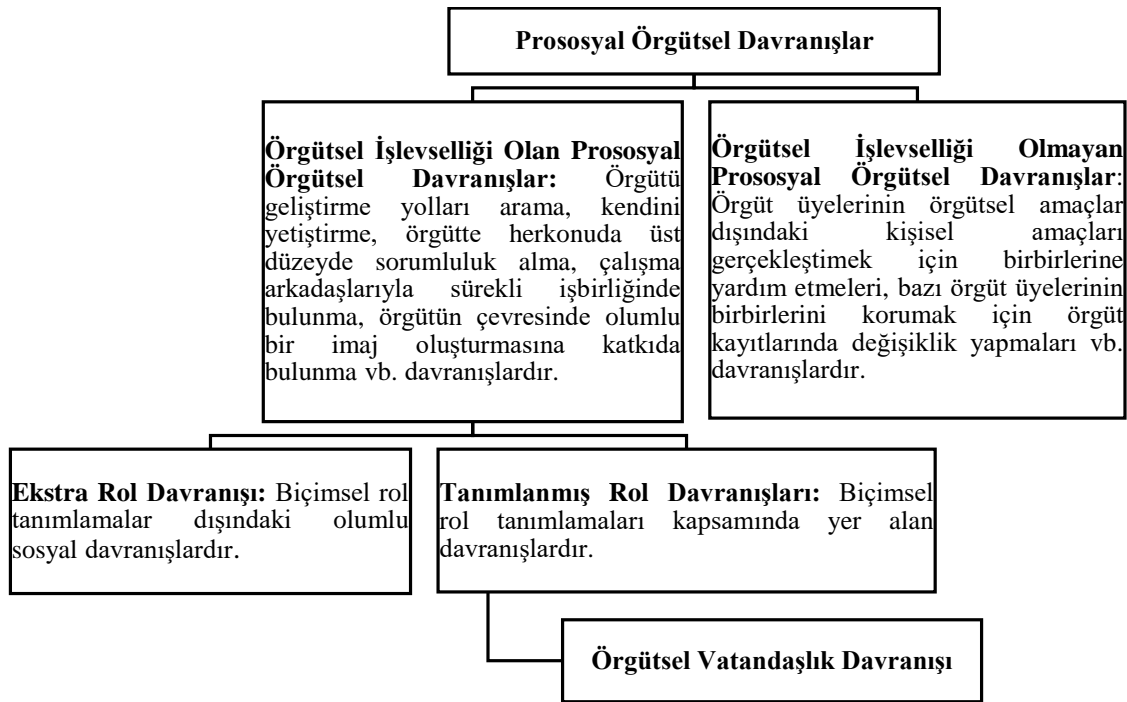 Prososyal Örgütsel Davranışlar
Örgütsel İşlevselliği Olan Prososyal
Örgütsel Davranışlar: Örgütü
geliştirme yolları arama, kendini
yetiştirme, örgütte herkonuda üst
düzeyde sorumluluk alma, çalışma
arkadaşlarıyla sürekli işbirliğinde
bulunma, örgütün çevresinde olumlu
bir imaj oluşturmasına katkıda
bulunma vb. davranışlardır.
Örgütsel İşlevselliği Olmayan
Prososyal Örgütsel Davranışlar:
Örgüt üyelerinin örgütsel amaçlar
dışındaki kişisel amaçları
gerçekleştimek için birbirlerine
yardım etmeleri, bazı örgüt üyelerinin
birbirlerini korumak için örgüt
kayıtlarında değişiklik yapmaları vb.
davranışlardır.
Ekstra Rol Davranışı: Biçimsel rol
tanımlamalar dışındaki olumlu
sosyal davranışlardır.
Tanımlanmış Rol Davranışları: Biçimsel
rol tanımlamaları kapsamında yer alan
davranışlardır.
Örgütsel Vatandaşlık Davranışı